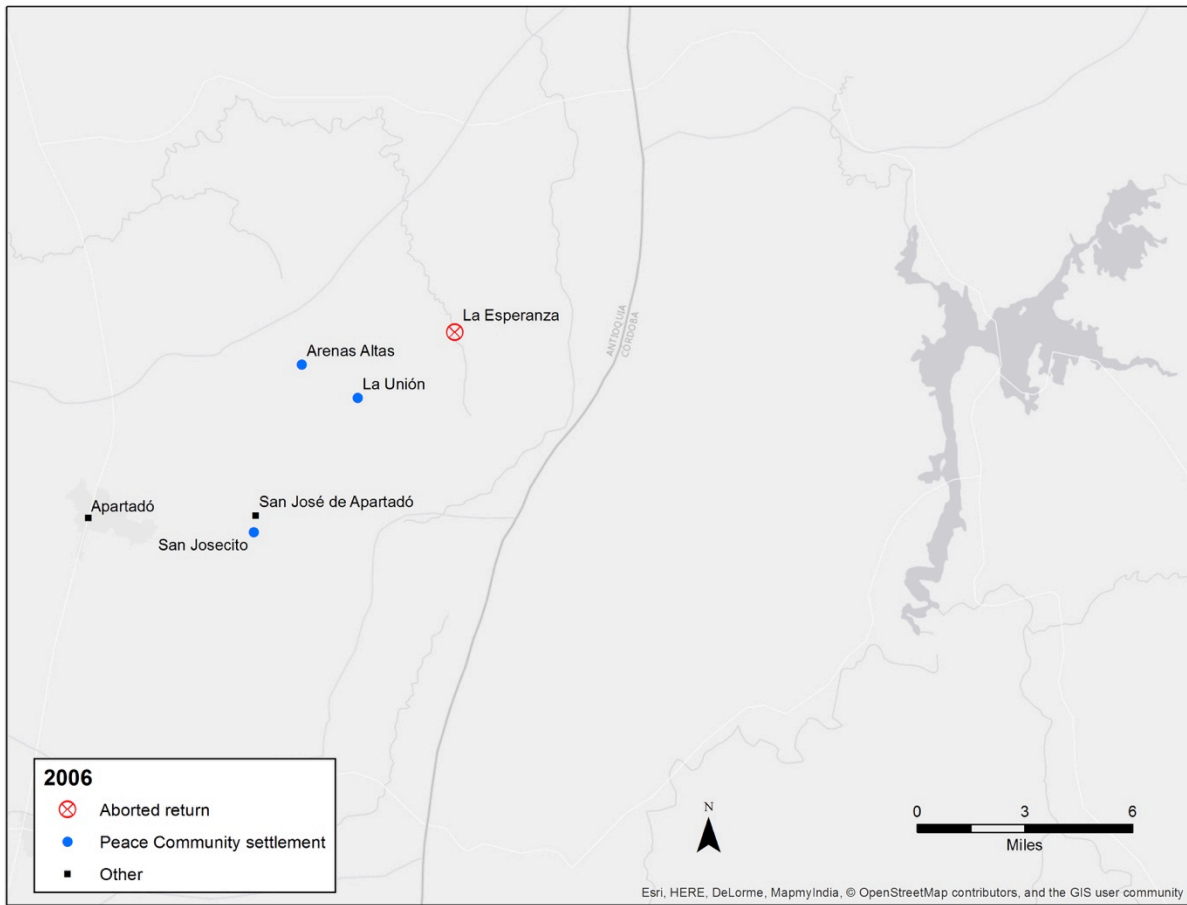 La Esperanza
ANTIOQUIA
CÓRDOBA
Arenas Altas
La Unión
Apartadó
San José de Apartadó
San Josecito
2006
Aborted return
Peace Community settlement
Other
N
0 3 6
Miles
Esri, HERE, DeLorme, MapmyIndia, © OpenStreetMap contributors, and the GIS user community